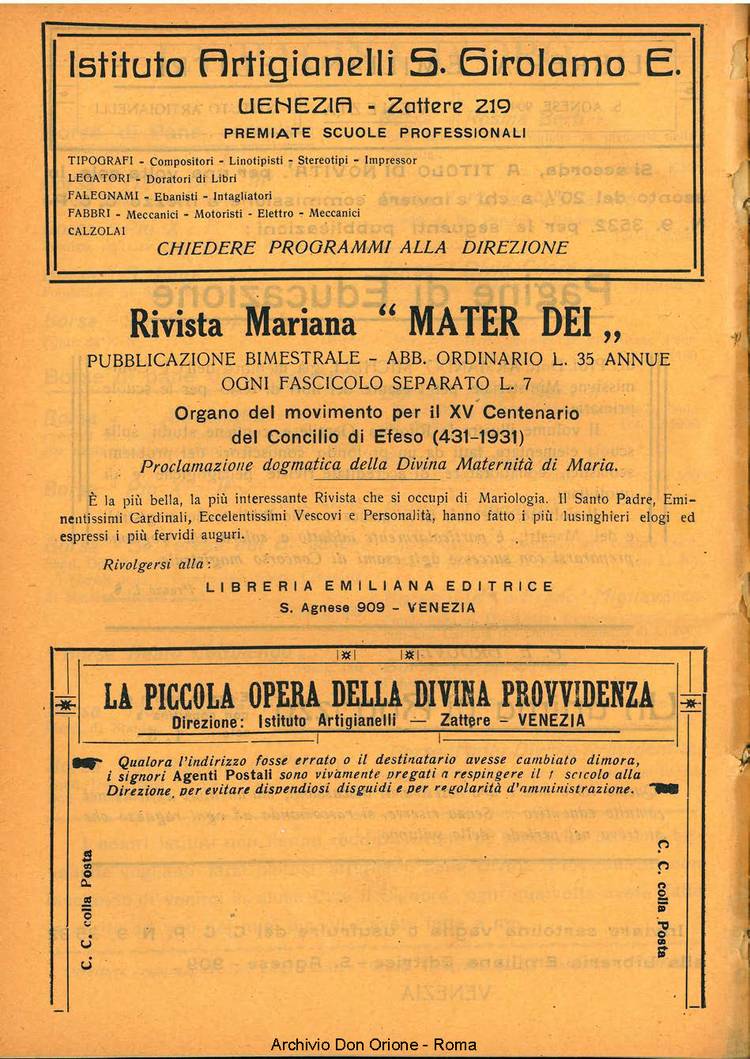 Istituto Artigianelli S. Girolamo E.
VENEZIA - Zattere 219
PREMIATE SCUOLE PROFESSIONALI
TIPOGRAFI - Compositori - Linotipisti - Stereotipi - Impressor
LEGATORI - Doratori di Libri
FALEGNAMI - Ebanisti - Intagliatori
FABBRI - Meccanici - Motoristi - Elettro - Meccanici
CALZOLAI
CHIEDERE PROGRAMMI ALLA DIREZIONE
Rivista Mariana “ MATER DEI „
PUBBLICAZIONE BIMESTRALE - ABB. ORDINARIO L. 35 ANNUE
OGNI FASCICOLO SEPARATO L. 7
Organo del movimento per il XV Centenario
del Concilio di Efeso (431-1931)
Proclamazione dogmatica della Divina Maternità di Maria.
È la più bella, la più interessante Rivista che si occupi di Mariologia. Il Santo Padre, Emi-
nentissimi Cardinali, Eccelentissimi Vescovi e Personalità, hanno fatto i più lusinghieri elogi ed
espressi i più fervidi auguri.
Rivolgersi alla :
LIBRERIA EMILIANA EDITRICE
S. Agnese 909 - VENEZIA
LA PICCOLA OPERA DELLA DIVINA PROVVIDENZA
Direzione: Istituto Artigianelli — Zattere - VENEZIA
Qualora l'indirizzo fosse errato o il destinatario avesse cambiato dimora,
i signori Agenti Postali sono vivamente pregati a respingere il scicolo alla
Direzione per evitare dispendiosi disguidi e per regolarità d'amministrazione.
C. C. colla Posta
C. C. colla Posta
Archivio Don Orione - Roma